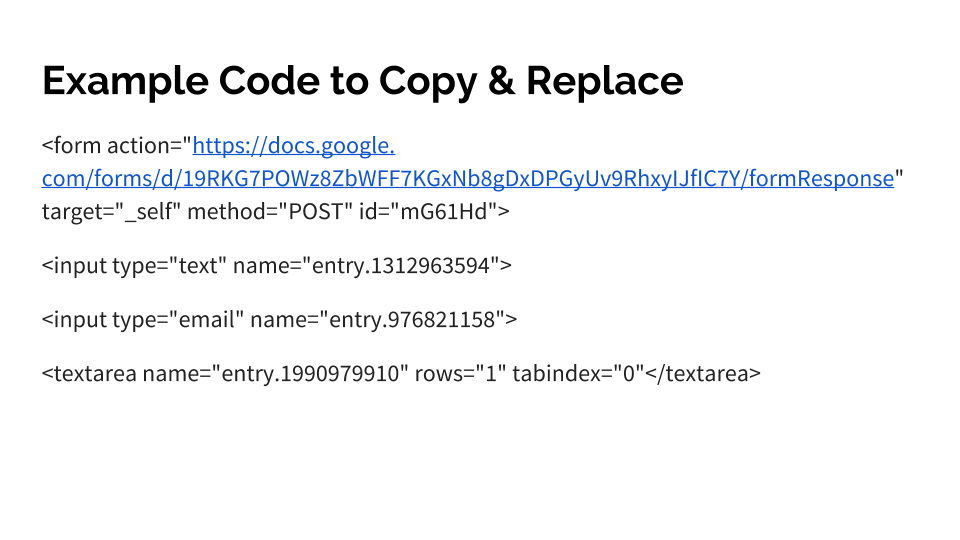 Example Code to Copy & Replace
<form action="https://docs.google.
com/forms/d/19RKG7POWz8ZbWFF7KGxNb8gDxDPGyUv9RhxyIJfIC7Y/formResponse"
target="_self" method="POST" id="mG61Hd">
<input type="text" name="entry.1312963594">
<input type="email" name="entry.976821158">
<textarea name="entry.1990979910" rows="1" tabindex="0"</textarea>